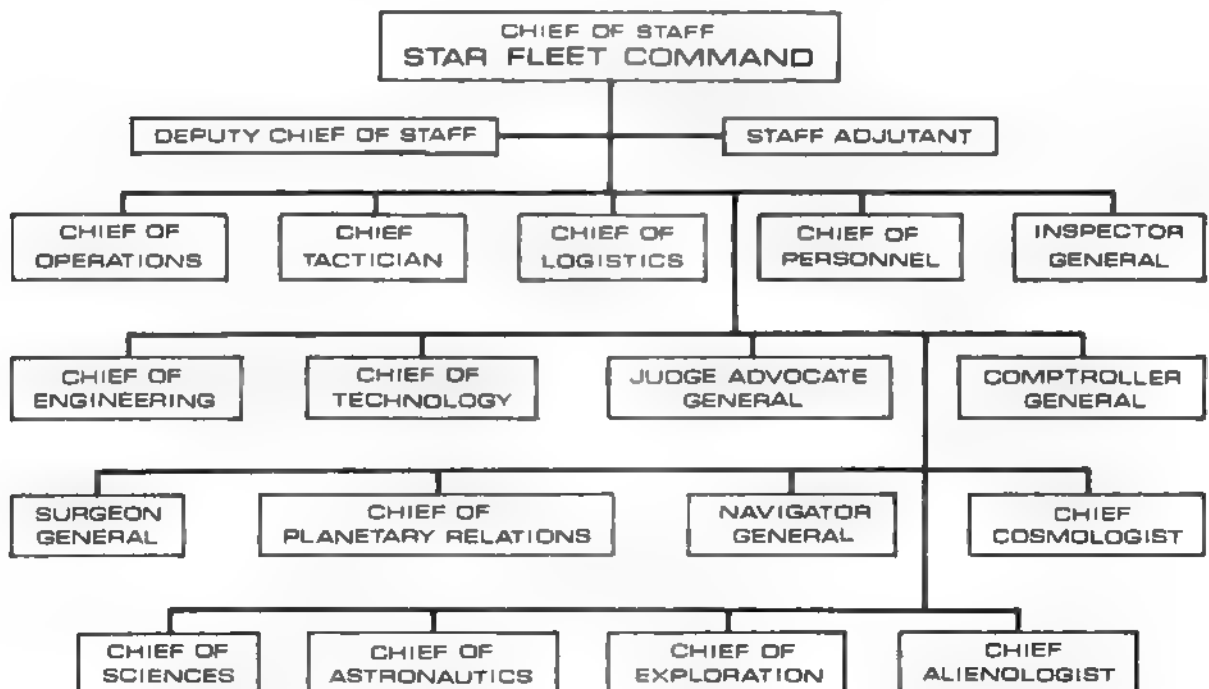 CHIEF OF STAFF
STAR FLEET COMMAND
DEPUTY CHIEF OF STAFF
STAFF ADJUTANT
CHIEF OF
OPERATIONS
CHIEF
TACTICIAN
CHIEF OF
LOGISTICS
CHIEF OF
PERSONNEL
INSPECTOR
GENERAL
CHIEF OF
ENGINEERING
CHIEF OF
TECHNOLOGY
JUDGE ADVOCATE
GENERAL
COMPTROLLER
GENERAL
SURGEON
GENERAL
CHIEF OF
PLANETARY RELATIONS
NAVIGATOR
GENERAL
CHIEF
COSMOLOGIST
CHIEF OF
SCIENCES
CHIEF OF
ASTRONAUTICS
CHIEF OF
EXPLORATION
CHIEF
ALIENOLOGIST